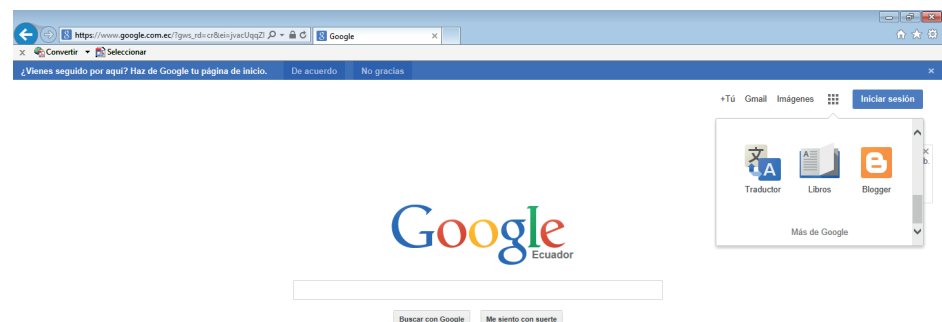 https://www.google.com.ec/?gws_rd=cr&ei=jvacUqqZI
Google
Convertir
Seleccionar
¿Vienes seguido por aquí? Haz de Google tu página de inicio. De acuerdo No gracias
+Tú Gmail Imágenes Iniciar sesión
Traductor Libros Blogger
b.
Más de Google
Google
Ecuador
Buscar con Google Me siento con suerte